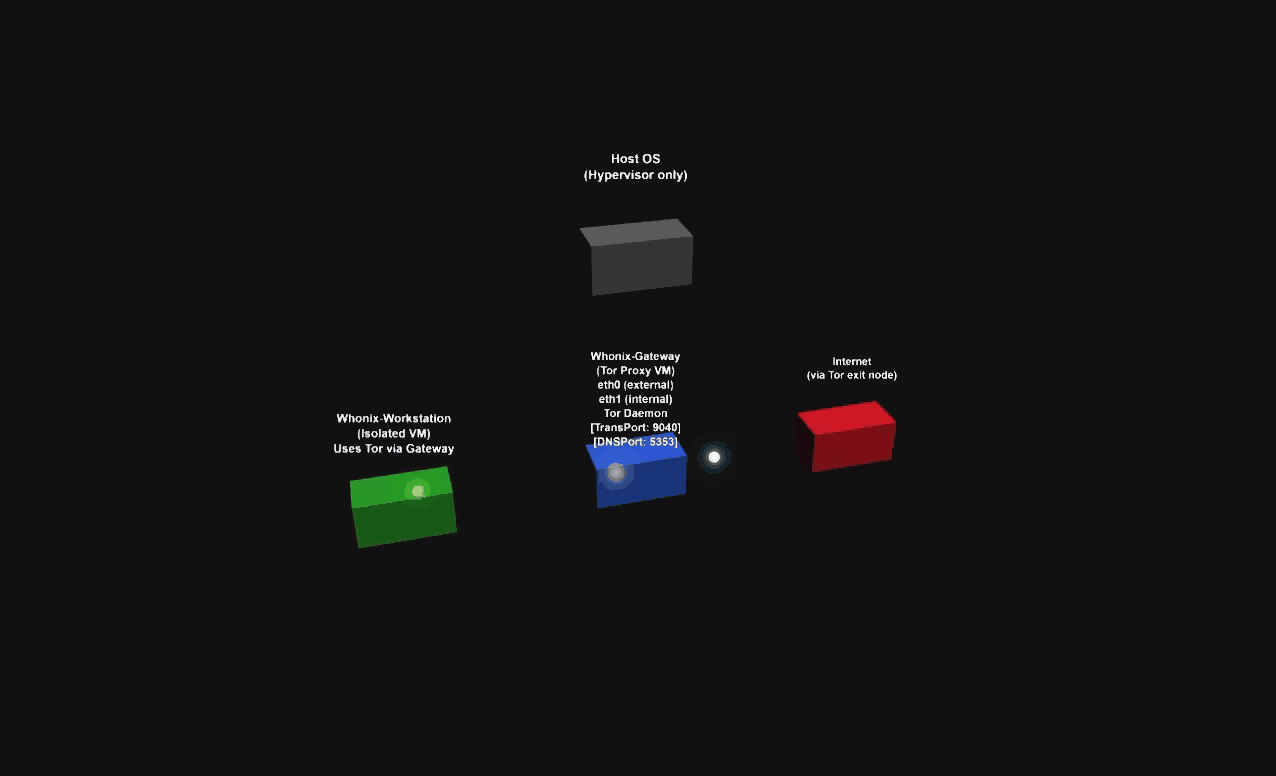 Host OS
(Hypervisor only)
Whonix-Gateway
(Tor Proxy VM)
eth0 (external)
eth1 (internal)
Tor Daemon
[TransPort: 9040]
[DNSPort: 5353]
Internet
(via Tor exit node)
Whonix-Workstation
(Isolated VM)
Uses Tor via Gateway